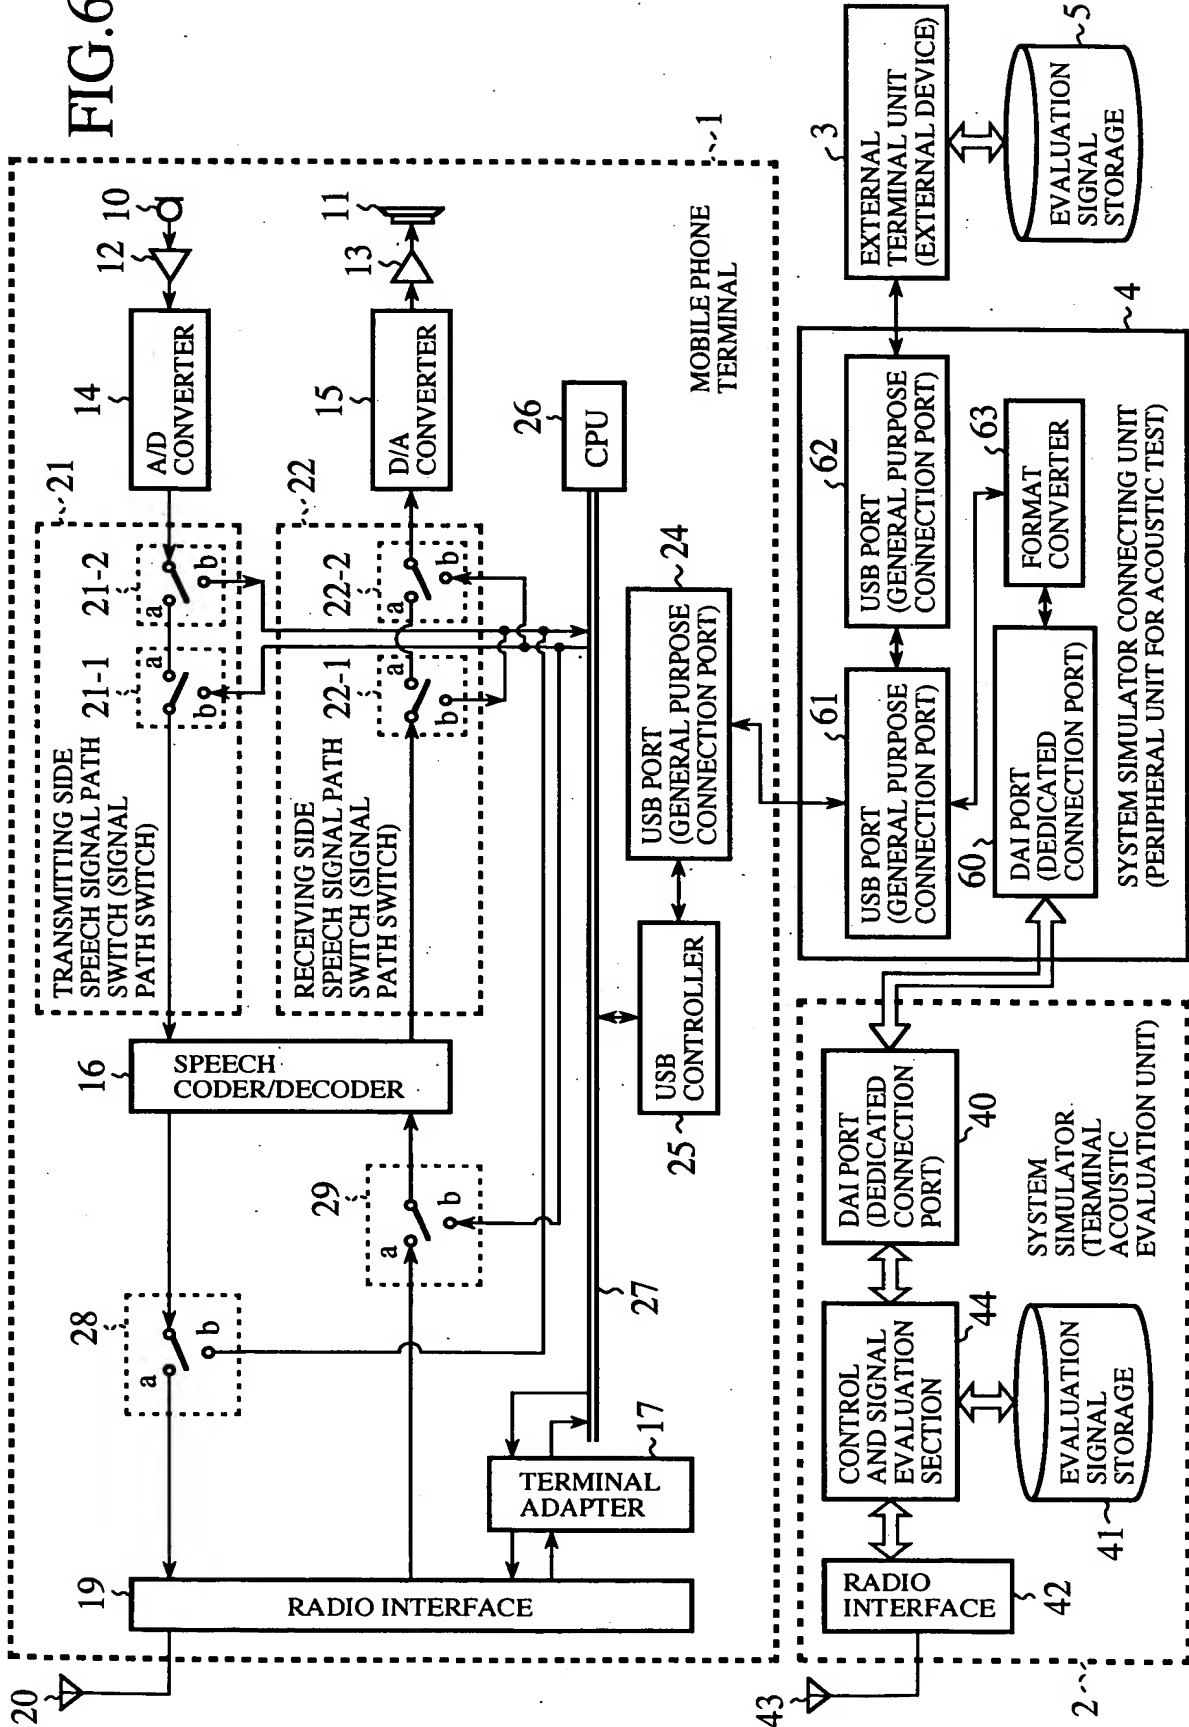 FIG.6
20
19
RADIO INTERFACE
28
a
b
29
a
b
16
SPEECH
CODER/DECODER
TRANSMITTING SIDE
SPEECH SIGNAL PATH
SWITCH (SIGNAL
PATH SWITCH)
21
21-1
a
b
21-2
a
b
14
A/D
CONVERTER
12
10
RECEIVING SIDE
SPEECH SIGNAL PATH
SWITCH (SIGNAL
PATH SWITCH)
22
22-1
a
b
22-2
a
b
15
D/A
CONVERTER
13
11
17
TERMINAL
ADAPTER
27
26
CPU
25
USB
CONTROLLER
24
USB PORT
(GENERAL PURPOSE
CONNECTION PORT)
MOBILE PHONE
TERMINAL
1
43
42
RADIO
INTERFACE
2
44
CONTROL
AND SIGNAL
EVALUATION
SECTION
41
EVALUATION
SIGNAL
STORAGE
40
DAI PORT
(DEDICATED
CONNECTION
PORT)
SYSTEM
SIMULATOR
(TERMINAL
ACOUSTIC
EVALUATION UNIT)
61
USB PORT
(GENERAL PURPOSE
CONNECTION PORT)
62
USB PORT
(GENERAL PURPOSE
CONNECTION PORT)
60
DAI PORT
(DEDICATED
CONNECTION PORT)
63
FORMAT
CONVERTER
SYSTEM SIMULATOR CONNECTING UNIT
(PERIPHERAL UNIT FOR ACOUSTIC TEST)
4
3
EXTERNAL
TERMINAL UNIT
(EXTERNAL DEVICE)
5
EVALUATION
SIGNAL
STORAGE